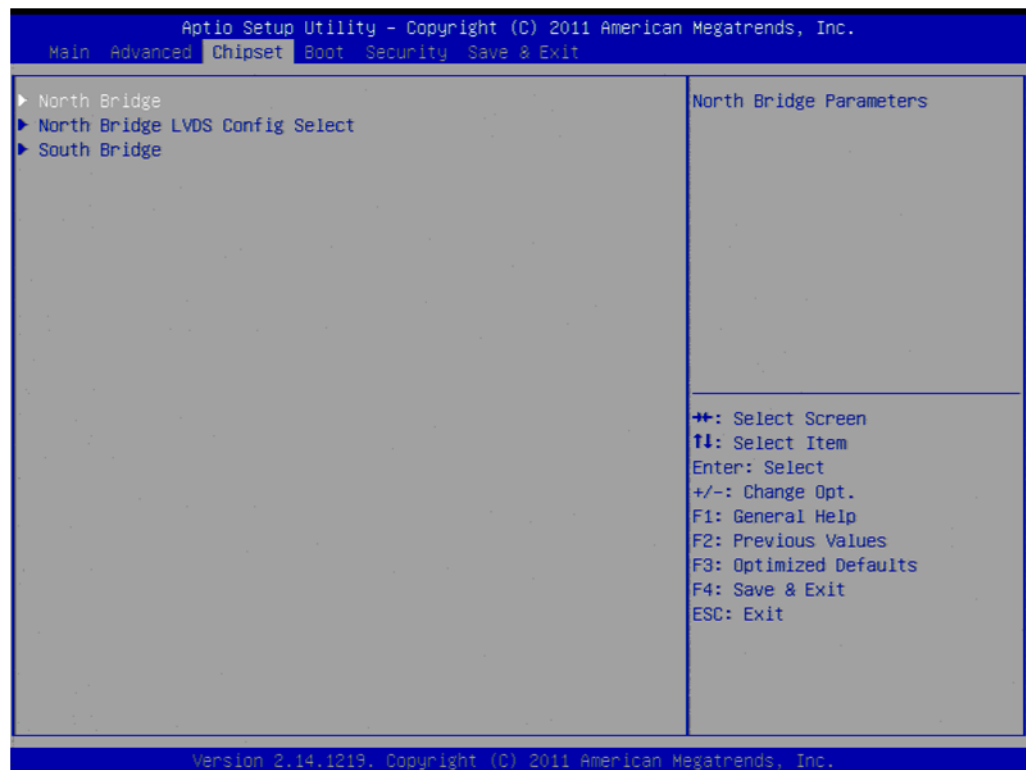 Aptio Setup Utility – Copyright (C) 2011 American Megatrends, Inc.
Main Advanced Chipset Boot Security Save & Exit
▶ North Bridge
▶ North Bridge LVDS Config Select
▶ South Bridge
North Bridge Parameters
→←: Select Screen
↑↓: Select Item
Enter: Select
+/-: Change Opt.
F1: General Help
F2: Previous Values
F3: Optimized Defaults
F4: Save & Exit
ESC: Exit
Version 2.14.1219. Copyright (C) 2011 American Megatrends, Inc.